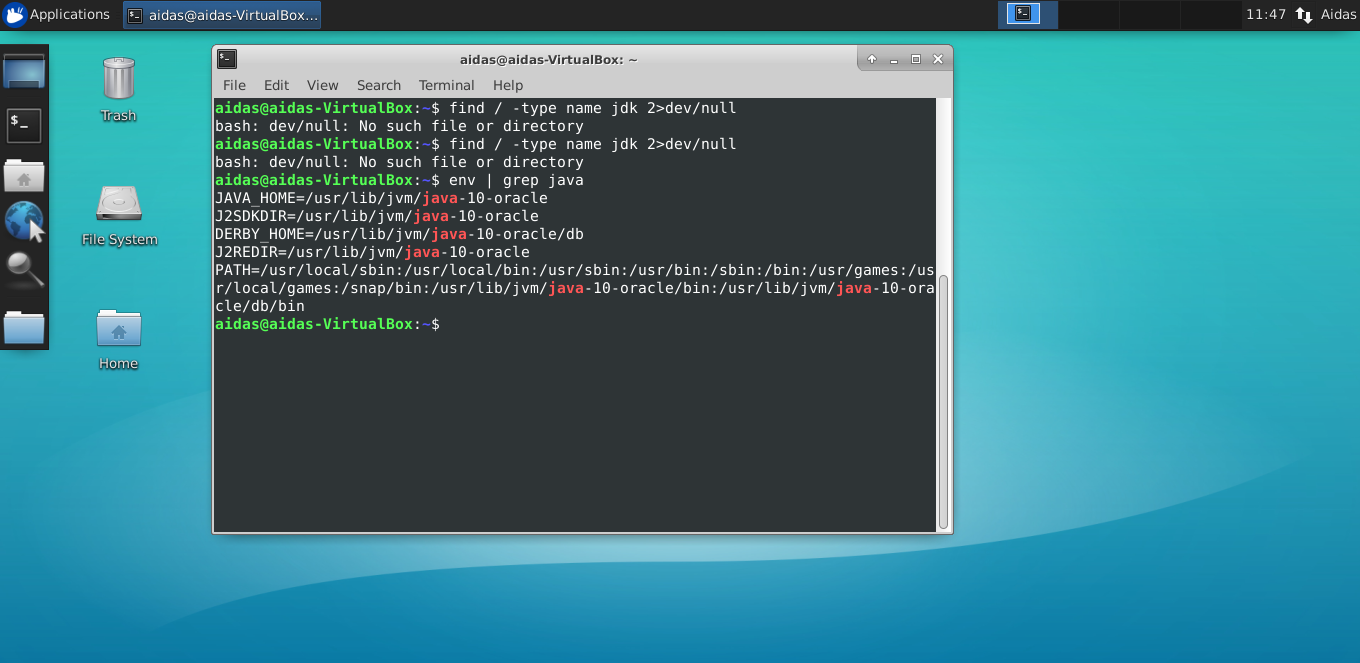 Applications
aidas@aidas-VirtualBox...
11:47
Aidas
Trash
File System
Home
aidas@aidas-VirtualBox: ~
File Edit View Search Terminal Help
aidas@aidas-VirtualBox:~$ find / -type name jdk 2>dev/null
bash: dev/null: No such file or directory
aidas@aidas-VirtualBox:~$ find / -type name jdk 2>dev/null
bash: dev/null: No such file or directory
aidas@aidas-VirtualBox:~$ env | grep java
JAVA_HOME=/usr/lib/jvm/java-10-oracle
J2SDKDIR=/usr/lib/jvm/java-10-oracle
DERBY_HOME=/usr/lib/jvm/java-10-oracle/db
J2REDIR=/usr/lib/jvm/java-10-oracle
PATH=/usr/local/sbin:/usr/local/bin:/usr/sbin:/usr/bin:/sbin:/bin:/usr/games:/us
r/local/games:/snap/bin:/usr/lib/jvm/java-10-oracle/bin:/usr/lib/jvm/java-10-ora
cle/db/bin
aidas@aidas-VirtualBox:~$